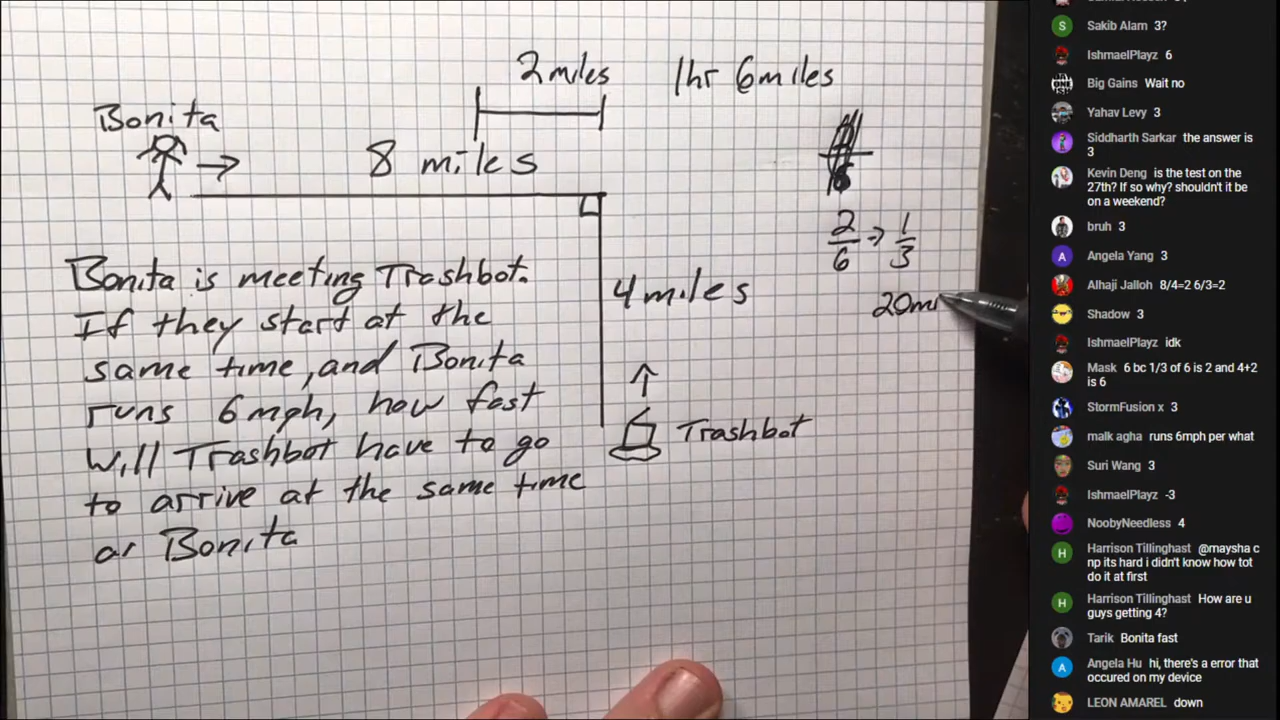 2 miles
1hr 6 miles
Bonita
8 miles
2
6
1
3
20mi
4 miles
Trashbot
Bonita is meeting Trashbot.
If they start at the
same time, and Bonita
runs 6mph, how fast
will Trashbot have to go
to arrive at the same time
as Bonita
Sakib Alam 3?
IshmaelPlayz 6
Big Gains Wait no
Yahav Levy 3
Siddharth Sarkar the answer is
3
Kevin Deng is the test on the
27th? If so why? shouldn't it be
on a weekend?
bruh 3
Angela Yang 3
Alhaji Jalloh 8/4=2 6/3=2
Shadow 3
IshmaelPlayz idk
Mask 6 bc 1/3 of 6 is 2 and 4+2
is 6
StormFusion x 3
malk agha runs 6mph per what
Suri Wang 3
IshmaelPlayz -3
NoobyNeedless 4
Harrison Tillinghast @maysha c
np its hard i didn't know how tot
do it at first
Harrison Tillinghast How are u
guys getting 4?
Tarik Bonita fast
Angela Hu hi, there's a error that
occured on my device
LEON AMAREL down